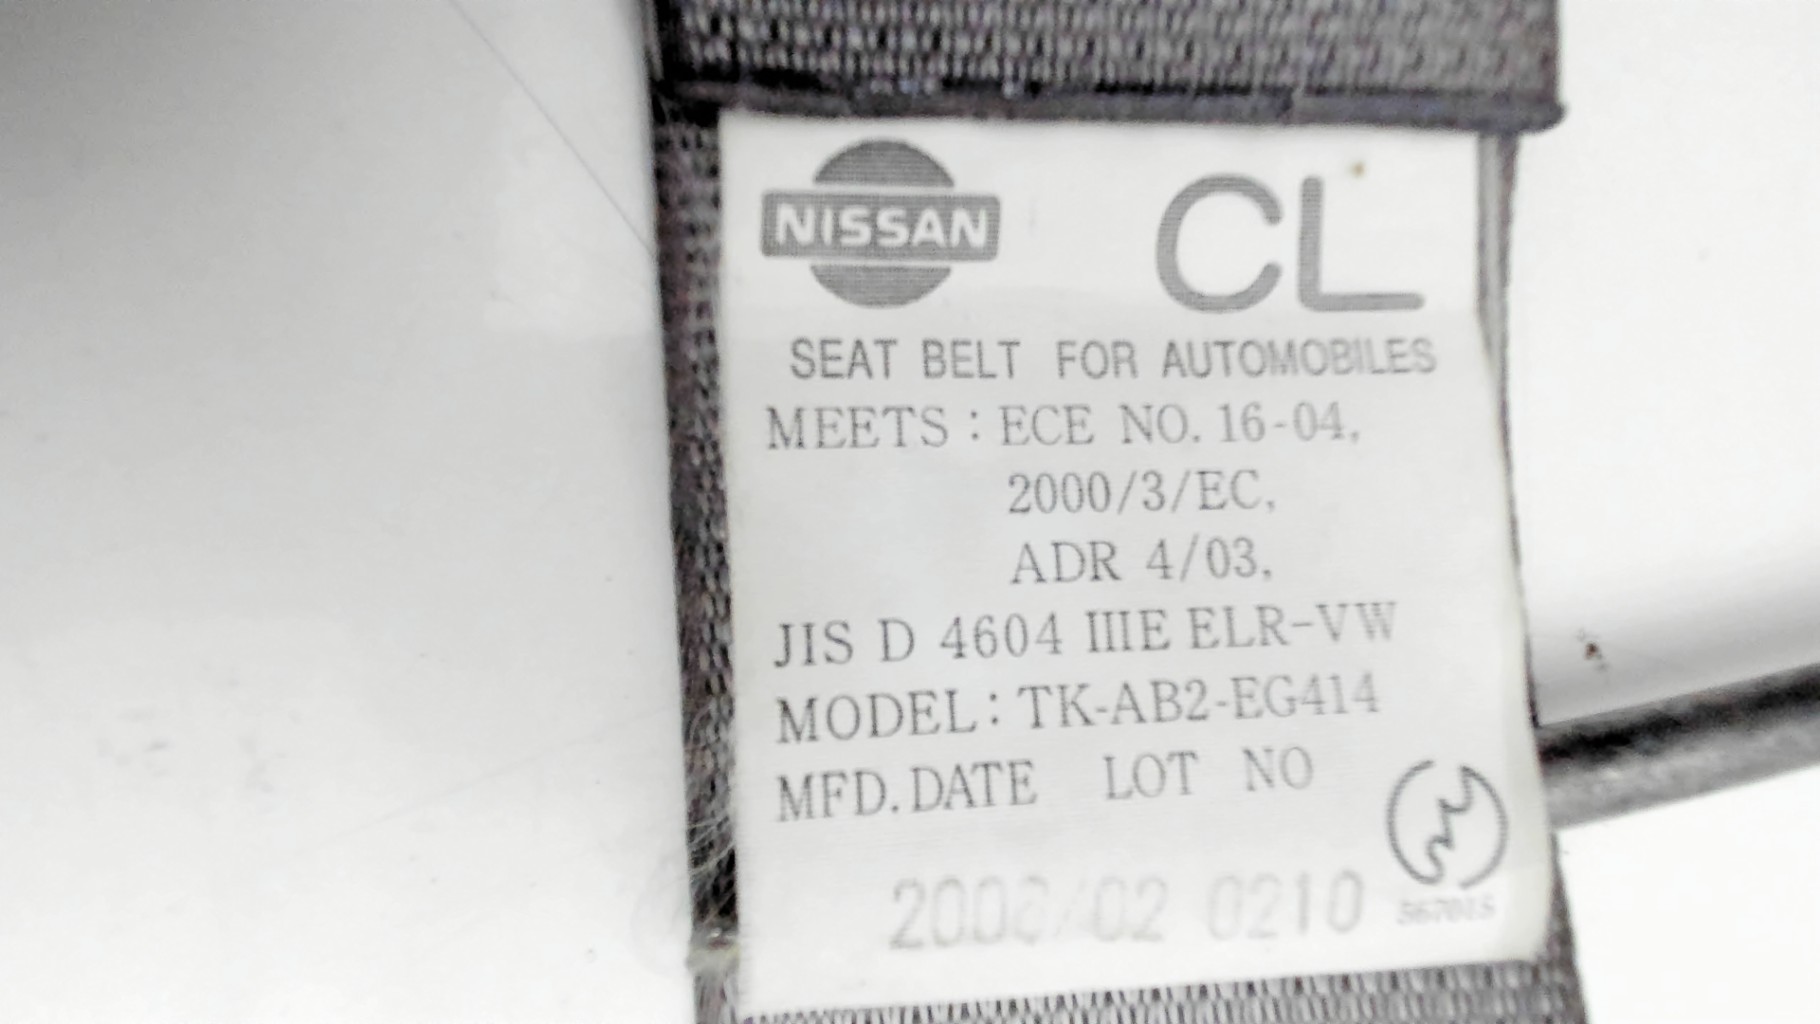 NISSAN CL
SEAT BELT FOR AUTOMOBILES
MEETS : ECE NO. 16-04,
2000/3/EC,
ADR 4/03,
JIS D 4604 IIIE ELR-VW
MODEL : TK-AB2-EG414
MFD.DATE LOT NO
0210